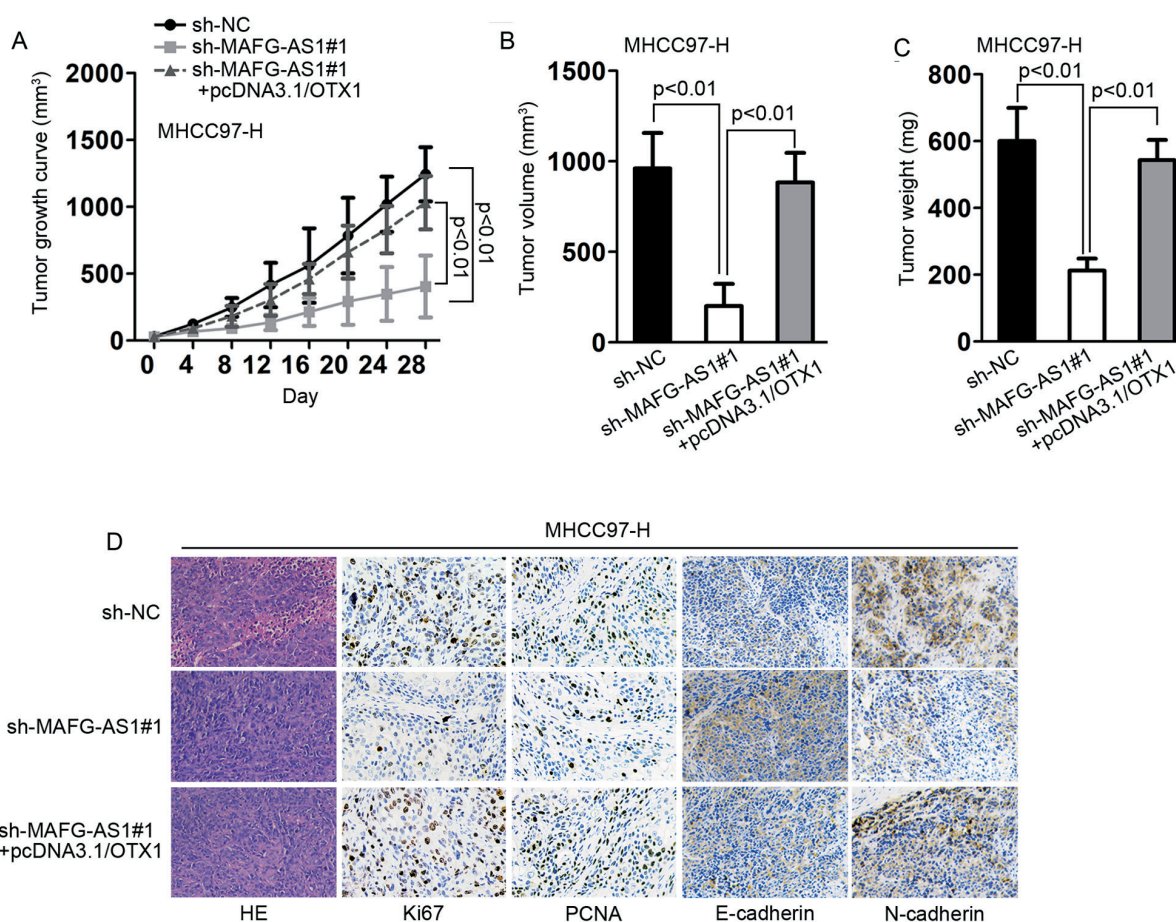 A
sh-NC
sh-MAFG-AS1#1
sh-MAFG-AS1#1
+pcDNA3.1/OTX1
MHCC97-H
Tumor growth curve (mm³)
2000
1500
1000
500
0
0 4 8 12 16 20 24 28
Day
p<0.01
p<0.01
B
MHCC97-H
Tumor volume (mm³)
1500
1000
500
0
p<0.01
p<0.01
sh-NC
sh-MAFG-AS1#1
sh-MAFG-AS1#1
+pcDNA3.1/OTX1
C
MHCC97-H
Tumor weight (mg)
800
600
400
200
0
p<0.01
p<0.01
sh-NC
sh-MAFG-AS1#1
sh-MAFG-AS1#1
+pcDNA3.1/OTX1
D
MHCC97-H
sh-NC
sh-MAFG-AS1#1
sh-MAFG-AS1#1
+pcDNA3.1/OTX1
HE Ki67 PCNA E-cadherin N-cadherin